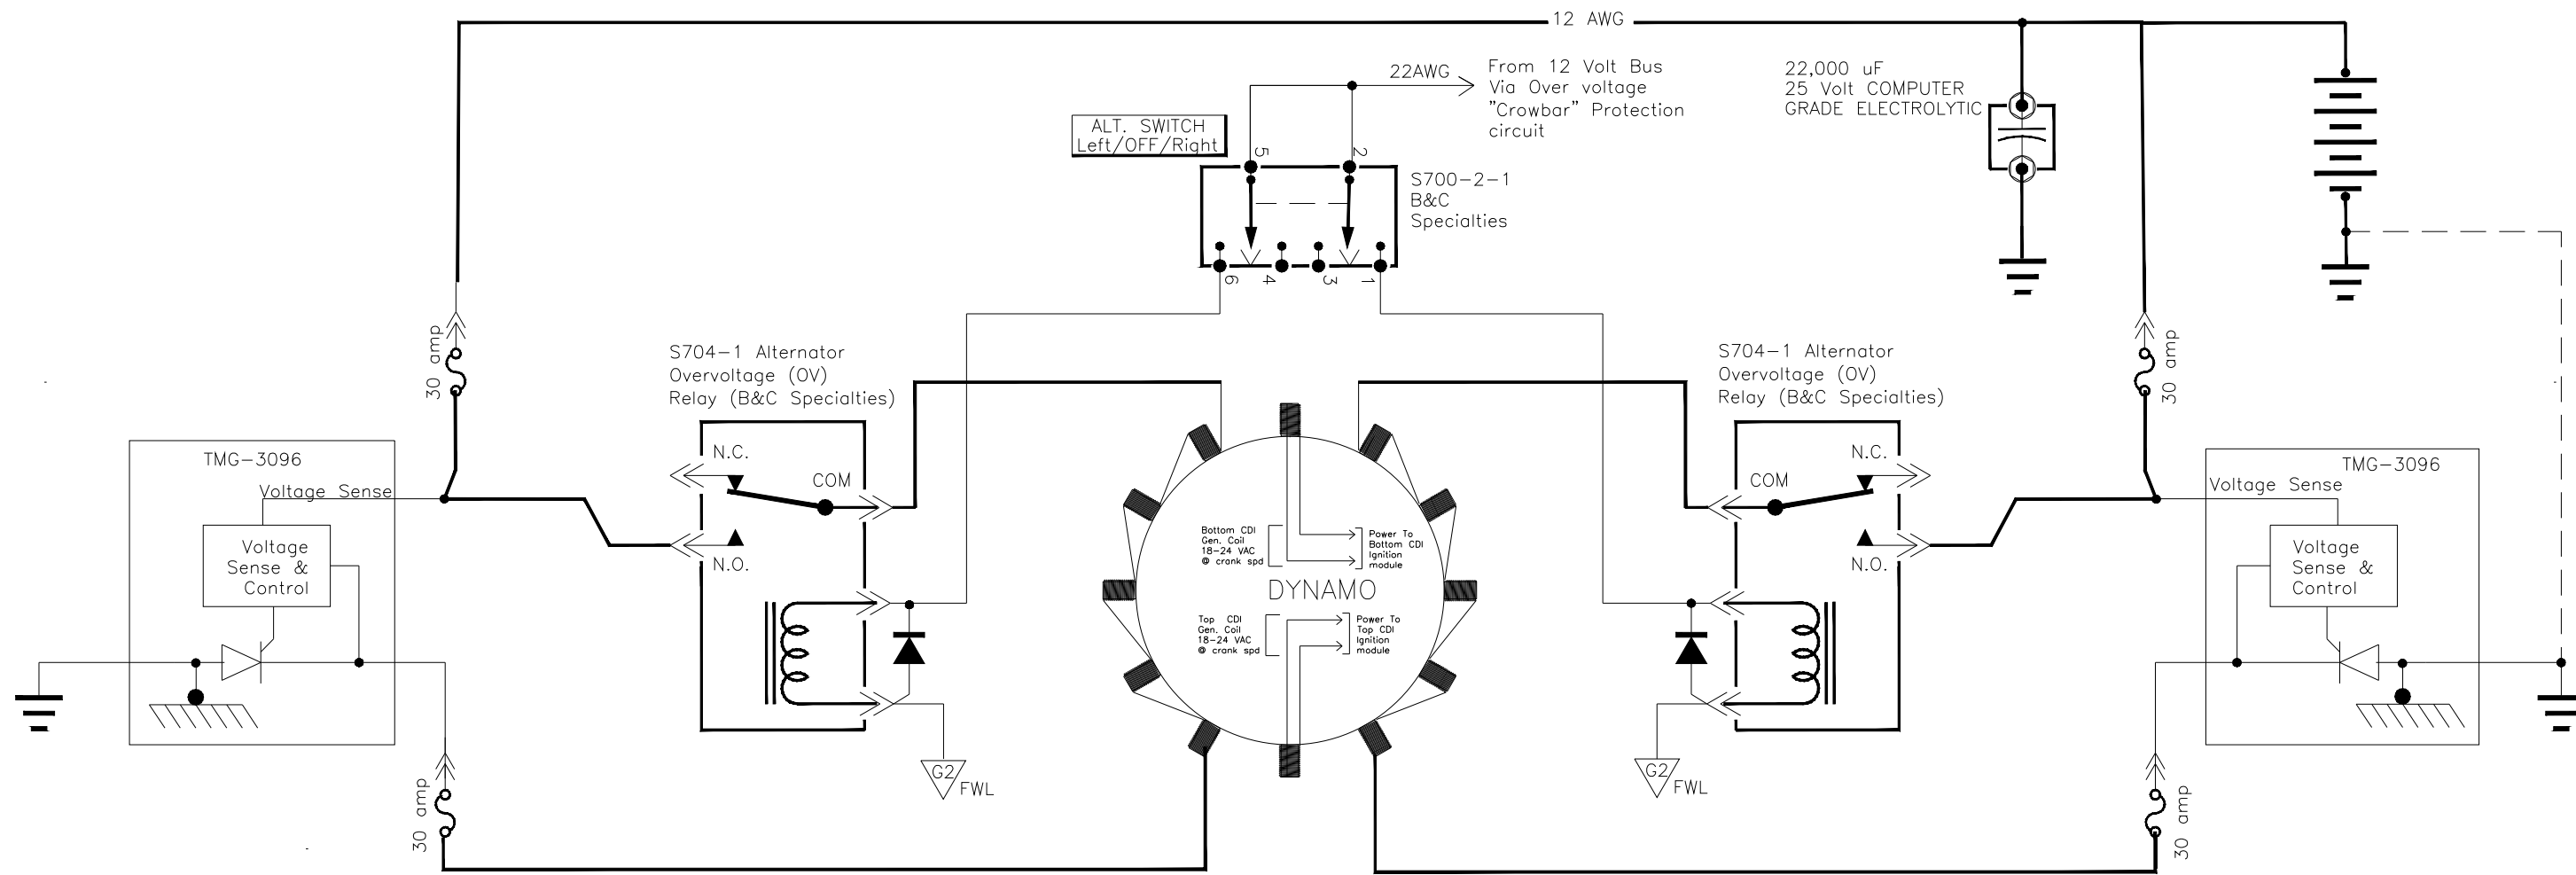 12 AWG
22AWG
From 12 Volt Bus
Via Over voltage
"Crowbar" Protection
circuit
22,000 uF
25 Volt COMPUTER
GRADE ELECTROLYTIC
ALT. SWITCH
Left/OFF/Right
5
2
S700-2-1
B&C
Specialties
6
4
3
1
30 amp
S704-1 Alternator
Overvoltage (OV)
Relay (B&C Specialties)
S704-1 Alternator
Overvoltage (OV)
Relay (B&C Specialties)
30 amp
TMG-3096
Voltage Sense
Voltage
Sense &
Control
N.C.
COM
N.O.
Bottom CDI
Gen. Coil
18-24 VAC
@ crank spd
Power To
Bottom CDI
Ignition
module
DYNAMO
Top CDI
Gen. Coil
18-24 VAC
@ crank spd
Power To
Top CDI
Ignition
module
N.C.
COM
N.O.
TMG-3096
Voltage Sense
Voltage
Sense &
Control
G2
FWL
G2
FWL
30 amp
30 amp